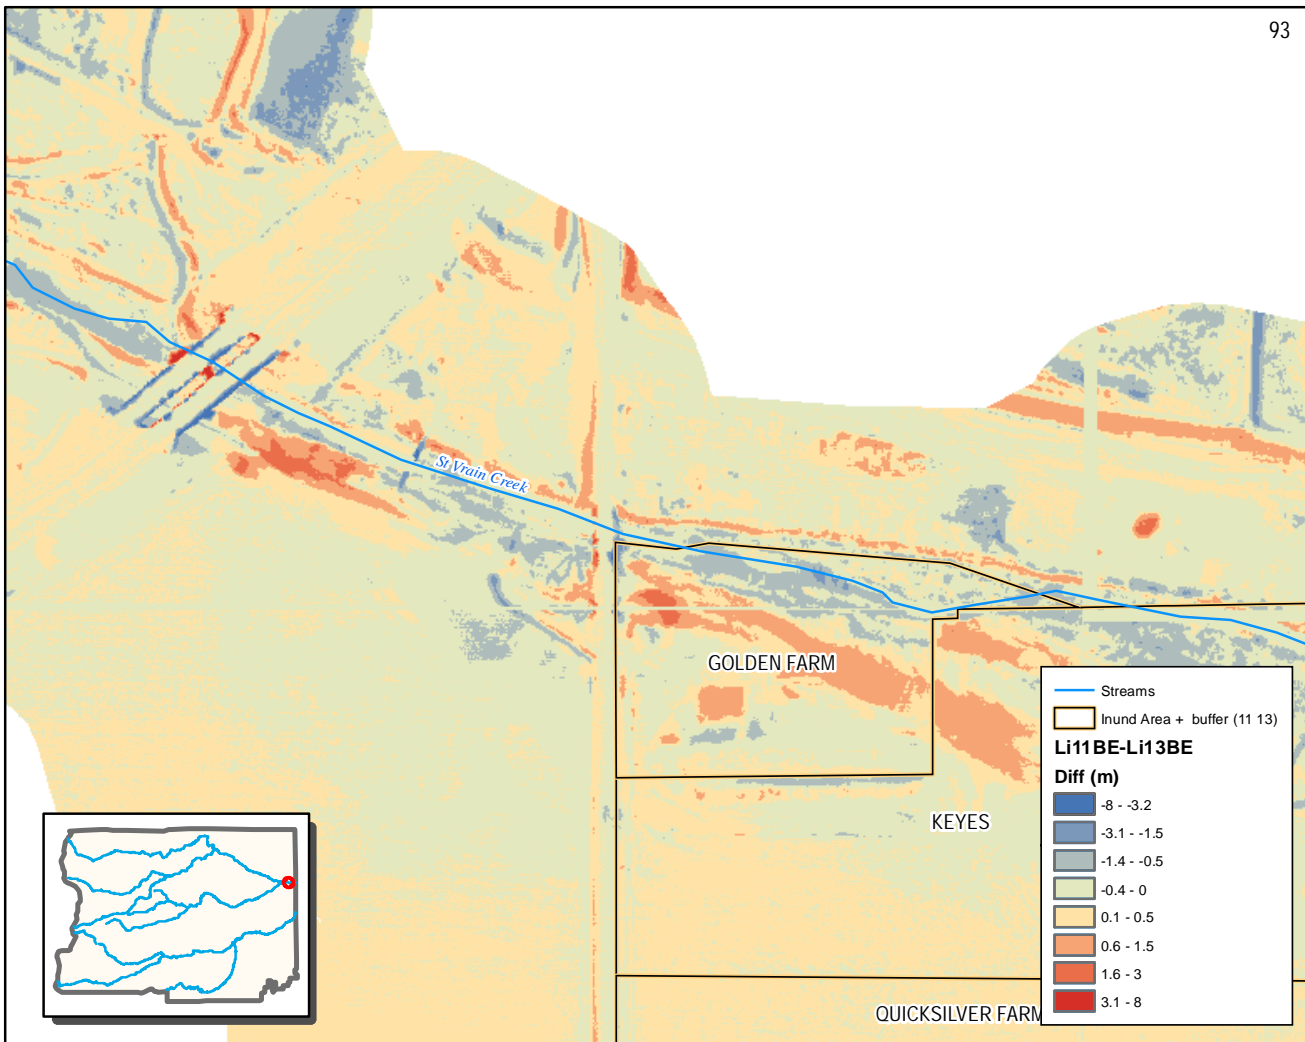 93
St Vrain Creek
GOLDEN FARM
KEYES
QUICKSILVER FARM
Streams
Inund Area + buffer (11 13)
Li11BE-Li13BE
Diff (m)
-8 - -3.2
-3.1 - -1.5
-1.4 - -0.5
-0.4 - 0
0.1 - 0.5
0.6 - 1.5
1.6 - 3
3.1 - 8